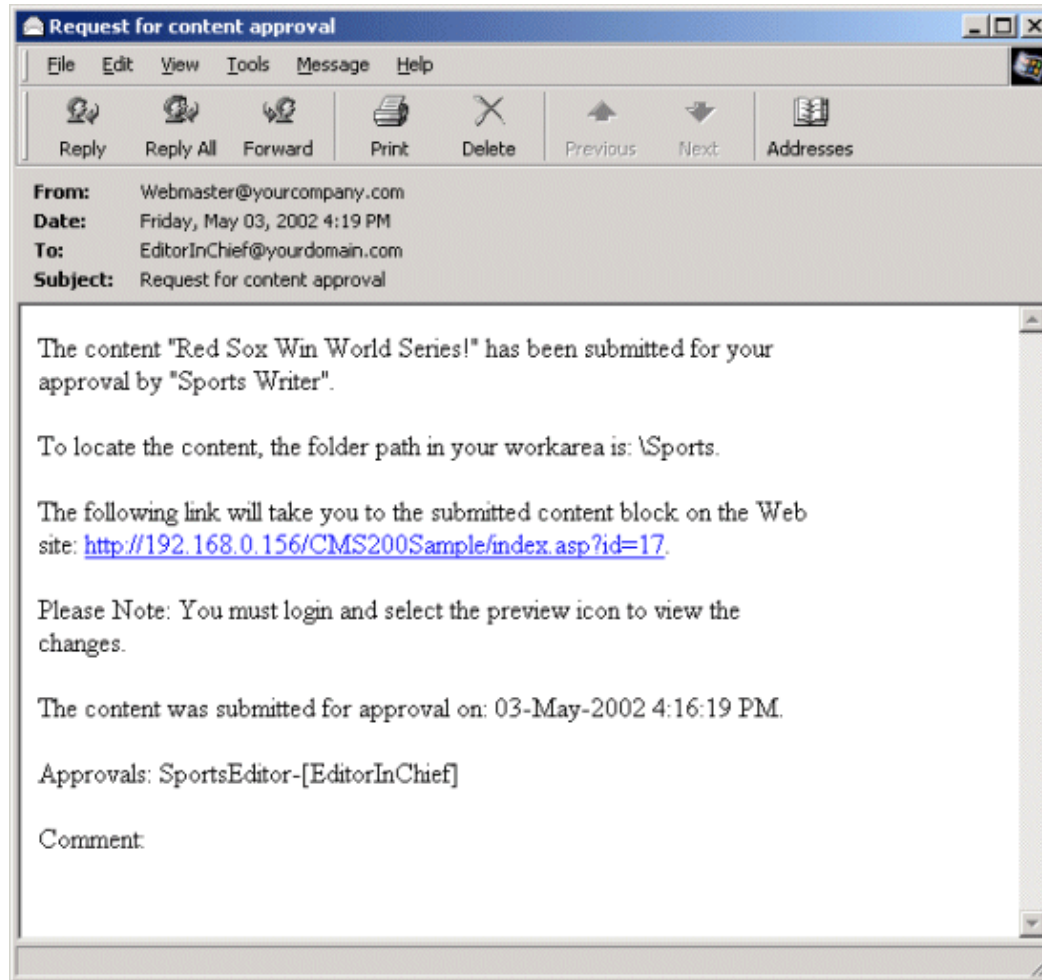 Request for content approval
File Edit View Tools Message Help
Reply Reply All Forward Print Delete Previous Next Addresses
From: Webmaster@yourcompany.com
Date: Friday, May 03, 2002 4:19 PM
To: EditorInChief@yourdomain.com
Subject: Request for content approval
The content "Red Sox Win World Series!" has been submitted for your
approval by "Sports Writer".
To locate the content, the folder path in your workarea is: \Sports.
The following link will take you to the submitted content block on the Web
site: http://192.168.0.156/CMS200Sample/index.asp?id=17.
Please Note: You must login and select the preview icon to view the
changes.
The content was submitted for approval on: 03-May-2002 4:16:19 PM.
Approvals: SportsEditor-[EditorInChief]
Comment: